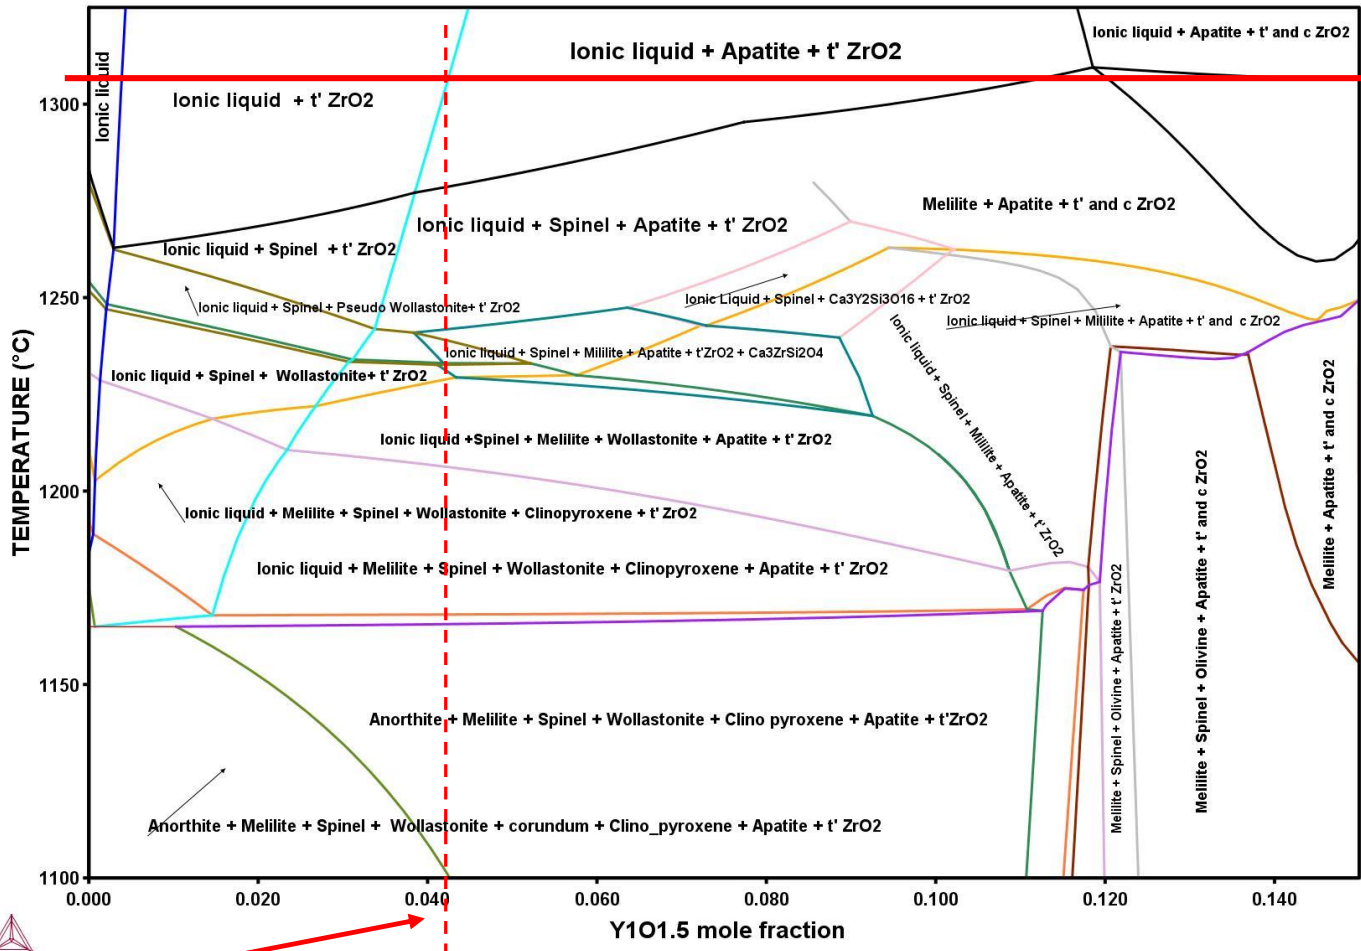 Ionic liquid + Apatite + t' and c ZrO2
Ionic liquid + Apatite + t' ZrO2
Ionic liquid
Ionic liquid + t' ZrO2
1300
Melilite + Apatite + t' and c ZrO2
Ionic liquid + Spinel + Apatite + t' ZrO2
Ionic liquid + Spinel + t' ZrO2
1250
Ionic Liquid + Spinel + Ca3Y2Si3O16 + t' ZrO2
Ionic liquid + Spinel + Pseudo Wollastonite+ t' ZrO2
Ionic liquid + Spinel + Mililite + Apatite + t' and c ZrO2
Ionic liquid + Spinel + Mililite + Apatite + t'ZrO2 + Ca3ZrSi2O4
Ionic liquid + Spinel + Wollastonite+ t' ZrO2
Ionic liquid + Spinel + Mililite + Apatite + t' ZrO2
Melilite + Apatite + t' and c ZrO2
Ionic liquid +Spinel + Melilite + Wollastonite + Apatite + t' ZrO2
TEMPERATURE (°C)
1200
Ionic liquid + Melilite + Spinel + Wollastonite + Clinopyroxene + t' ZrO2
Ionic liquid + Melilite + Spinel + Wollastonite + Clinopyroxene + Apatite + t' ZrO2
Melilite + Spinel + Olivine + Apatite + t' ZrO2
Melilite + Spinel + Olivine + Apatite + t' and c ZrO2
1150
Anorthite + Melilite + Spinel + Wollastonite + Clino pyroxene + Apatite + t'ZrO2
Anorthite + Melilite + Spinel + Wollastonite + corundum + Clino_pyroxene + Apatite + t' ZrO2
1100
0.000 0.020 0.040 0.060 0.080 0.100 0.120 0.140
Y1O1.5 mole fraction